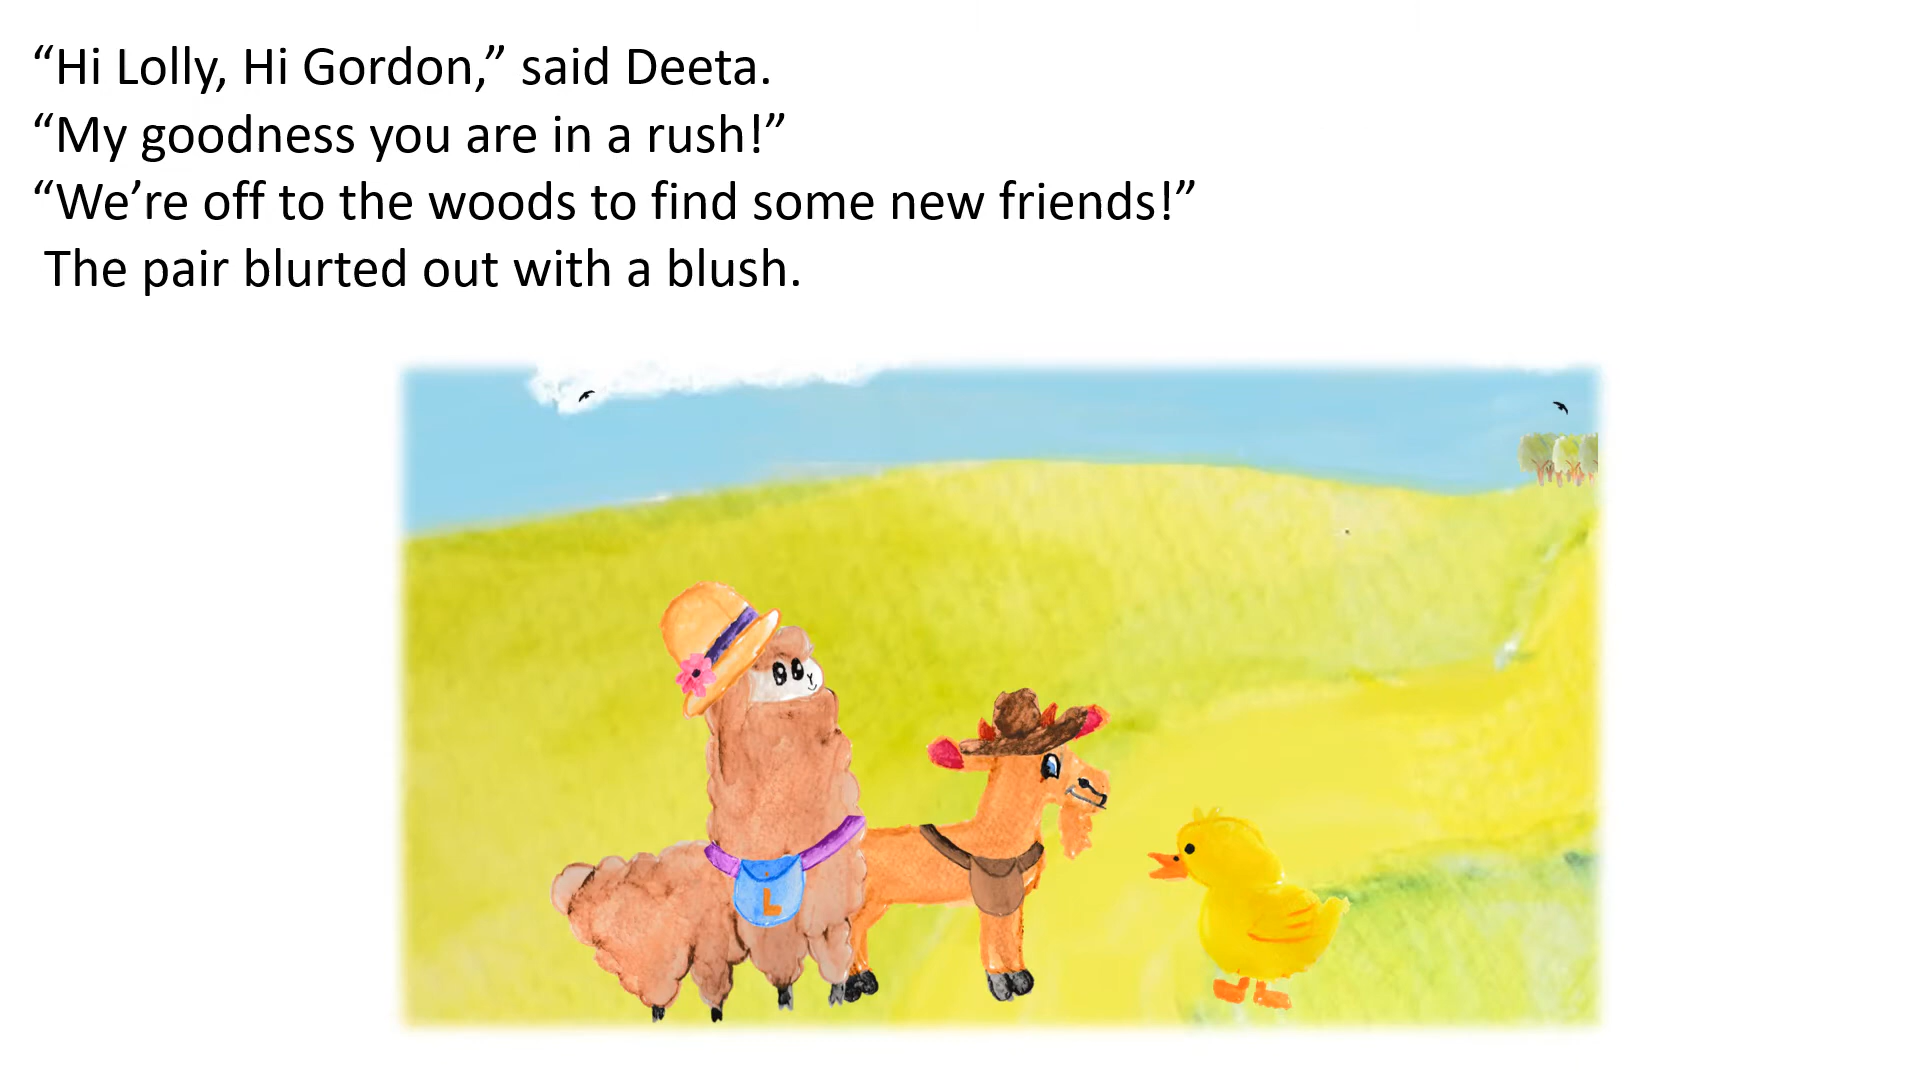 “Hi Lolly, Hi Gordon,” said Deeta.
“My goodness you are in a rush!”
“We’re off to the woods to find some new friends!”
The pair blurted out with a blush.
L